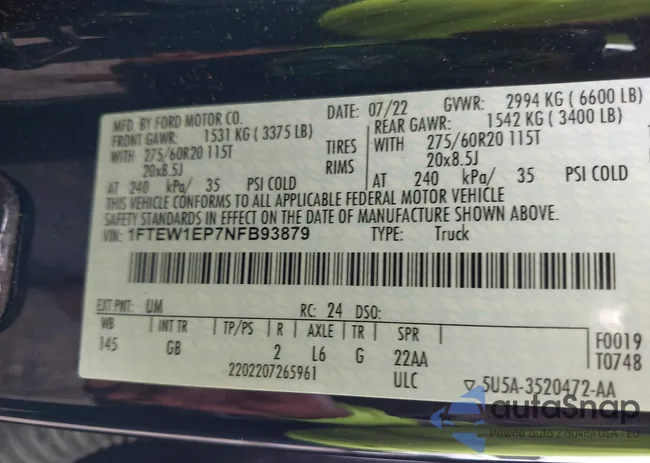 MFD. BY FORD MOTOR CO. DATE: 07/22 GVWR: 2994 KG ( 6600 LB)
FRONT GAWR: 1531 KG ( 3375 LB) REAR GAWR: 1542 KG ( 3400 LB)
WITH 275/60R20 115T TIRES WITH 275/60R20 115T
20x8.5J RIMS 20x8.5J
AT 240 kPa/ 35 PSI COLD AT 240 kPa/ 35 PSI COLD
THIS VEHICLE CONFORMS TO ALL APPLICABLE FEDERAL MOTOR VEHICLE
SAFETY STANDARDS IN EFFECT ON THE DATE OF MANUFACTURE SHOWN ABOVE.
VIN: 1FTEW1EP7NFB93879 TYPE: Truck
EXT PNT: UM RC: 24 DSO:
WB INT TR TP/PS R AXLE TR SPR F0019
145 GB 2 L6 G 22AA T0748
2202207265961 ULC 5U5A-3520472-AA
autoSnap
Pewne auta z aukcji USA i EU